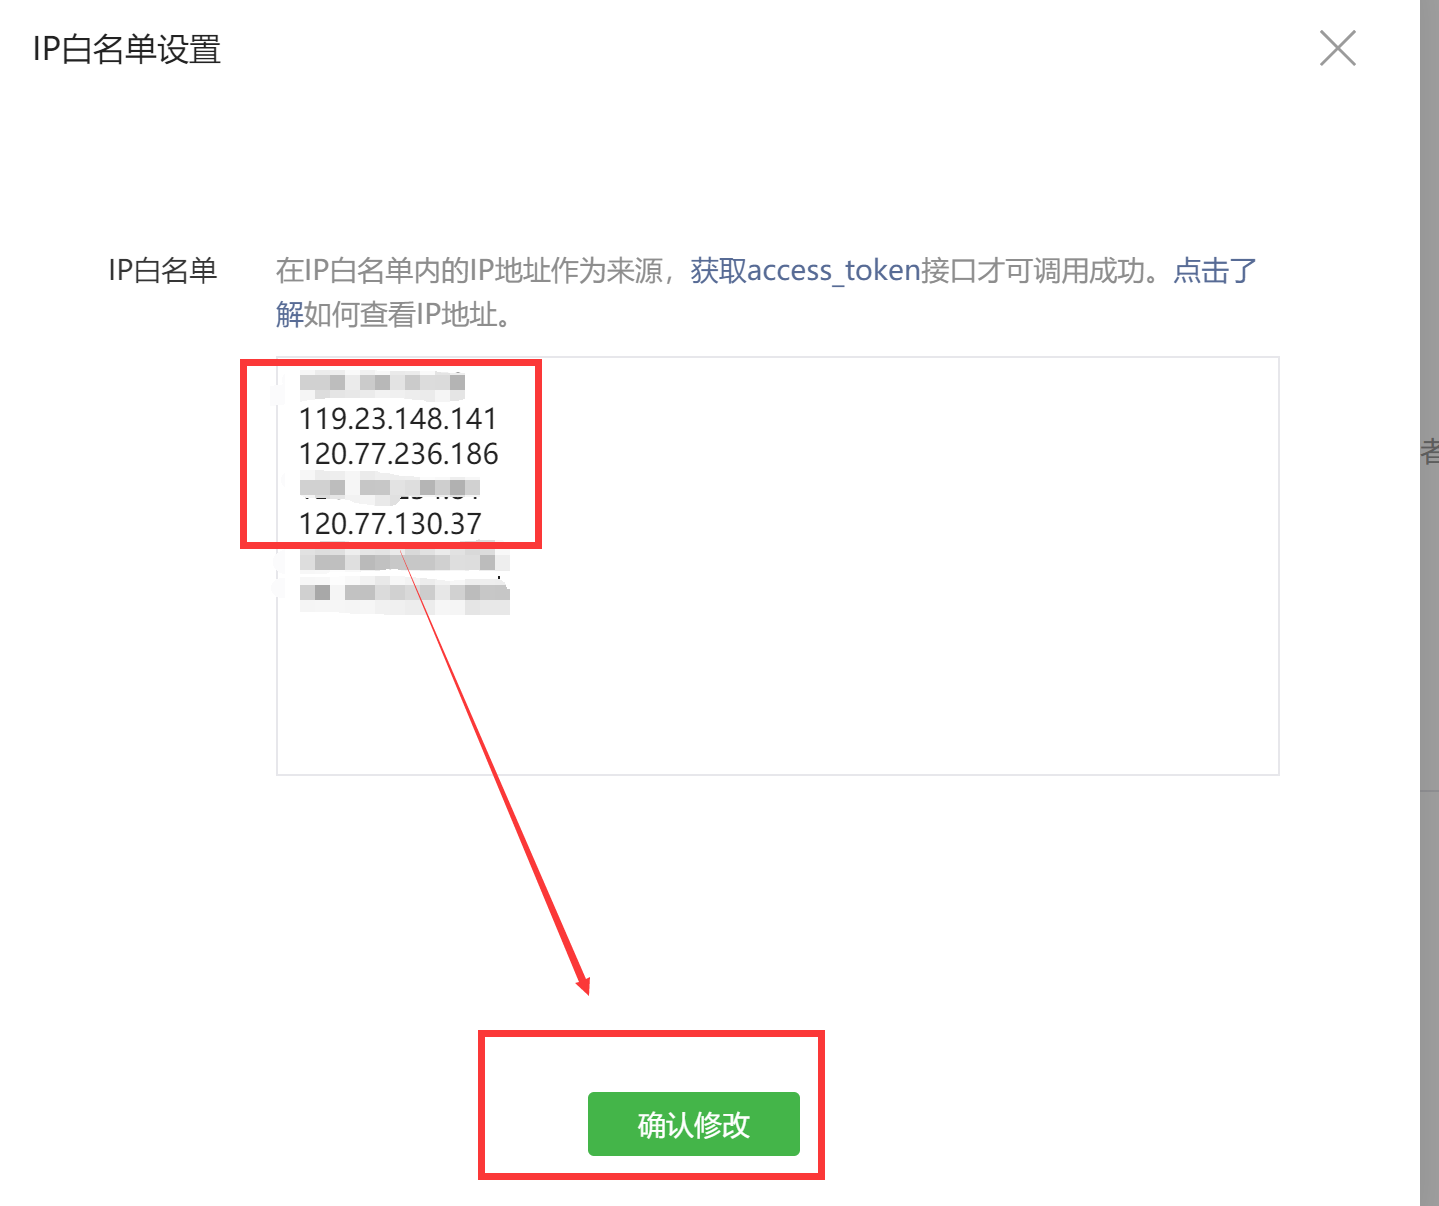 IP白名单设置
IP白名单
在IP白名单内的IP地址作为来源，获取access_token接口才可调用成功。点击了
解如何查看IP地址。
119.23.148.141
120.77.236.186
120.77.130.37
者
确认修改